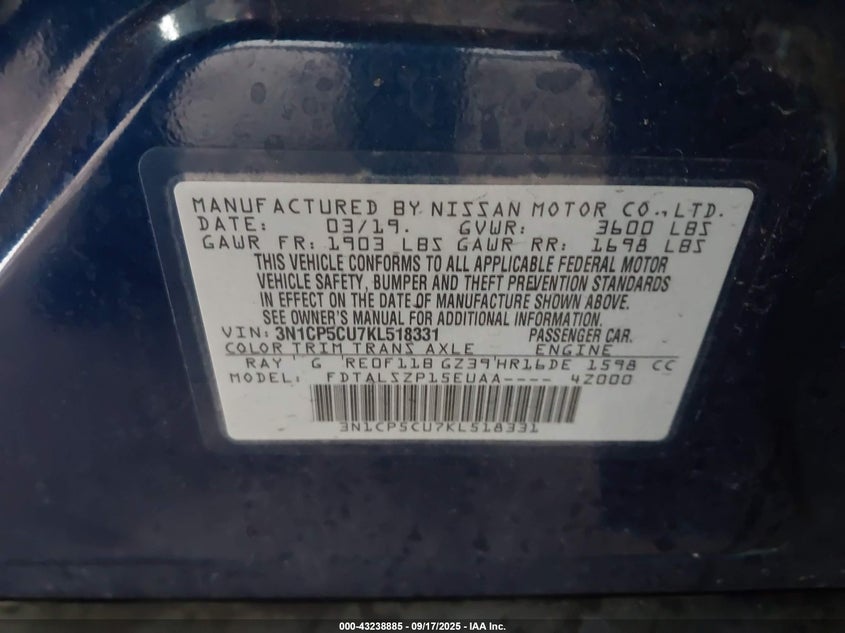 MANUFACTURED BY NISSAN MOTOR CO., LTD.
DATE: 03/19. GVWR: 3600 LBS
GAWR FR: 1903 LBS GAWR RR: 1698 LBS
THIS VEHICLE CONFORMS TO ALL APPLICABLE FEDERAL MOTOR
VEHICLE SAFETY, BUMPER AND THEFT PREVENTION STANDARDS
IN EFFECT ON THE DATE OF MANUFACTURE SHOWN ABOVE.
SEE OWNER'S MANUAL FOR ADDITIONAL INFORMATION.
VIN: 3N1CP5CU7KL518331 PASSENGER CAR.
COLOR TRIM TRANS AXLE ENGINE
RAY G RE0F11B GZ39 HR16DE 1598 CC
MODEL: FDTALSZP15EUAA---- 4Z000
3N1CP5CU7KL518331
000-43238885 - 09/17/2025 - IAA Inc.